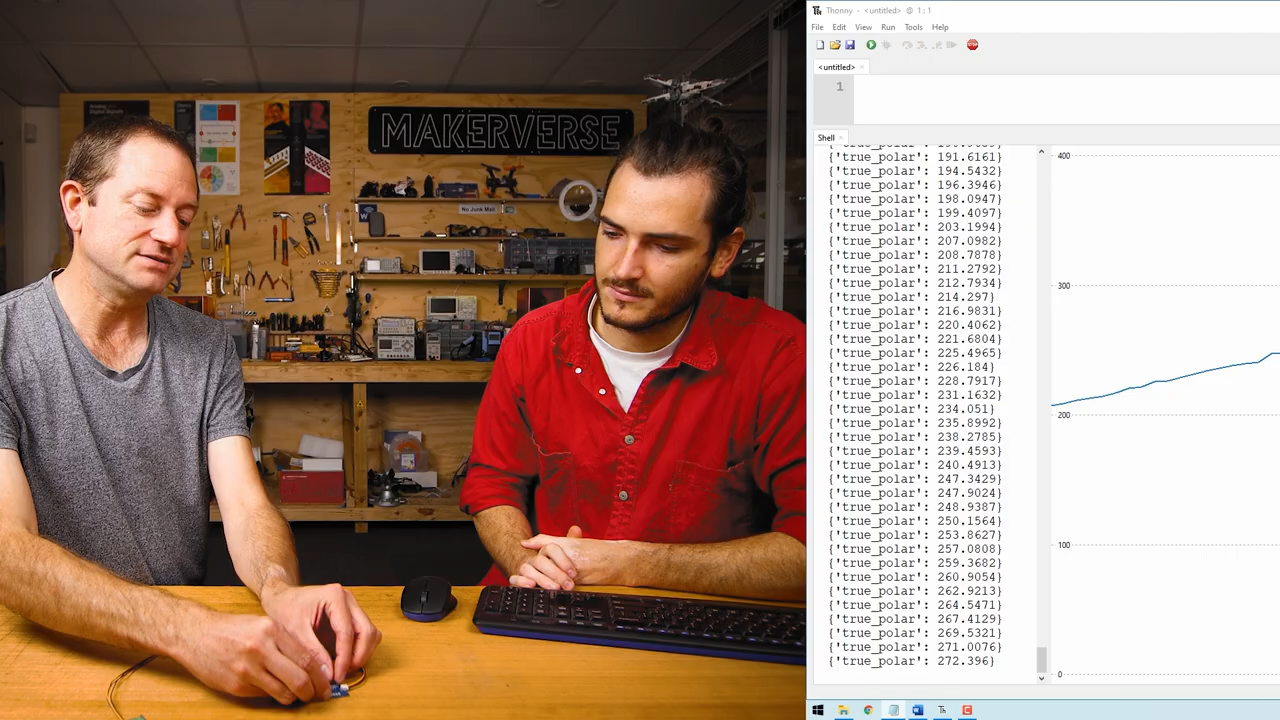 MAKERVERSE
No Junk Mail
W
Thonny - <untitled> @ 1 : 1
File Edit View Run Tools Help
STOP
<untitled> ×
1
Shell ×
{'true_polar': 191.6161}
{'true_polar': 194.5432}
{'true_polar': 196.3946}
{'true_polar': 198.0947}
{'true_polar': 199.4097}
{'true_polar': 203.1994}
{'true_polar': 207.0982}
{'true_polar': 208.7878}
{'true_polar': 211.2792}
{'true_polar': 212.7934}
{'true_polar': 214.297}
{'true_polar': 216.9831}
{'true_polar': 220.4062}
{'true_polar': 221.6804}
{'true_polar': 225.4965}
{'true_polar': 226.184}
{'true_polar': 228.7917}
{'true_polar': 231.1632}
{'true_polar': 234.051}
{'true_polar': 235.8992}
{'true_polar': 238.2785}
{'true_polar': 239.4593}
{'true_polar': 240.4913}
{'true_polar': 247.3429}
{'true_polar': 247.9024}
{'true_polar': 248.9387}
{'true_polar': 250.1564}
{'true_polar': 253.8627}
{'true_polar': 257.0808}
{'true_polar': 259.3682}
{'true_polar': 260.9054}
{'true_polar': 262.9213}
{'true_polar': 264.5471}
{'true_polar': 267.4129}
{'true_polar': 269.5321}
{'true_polar': 271.0076}
{'true_polar': 272.396}
400
300
200
100
0